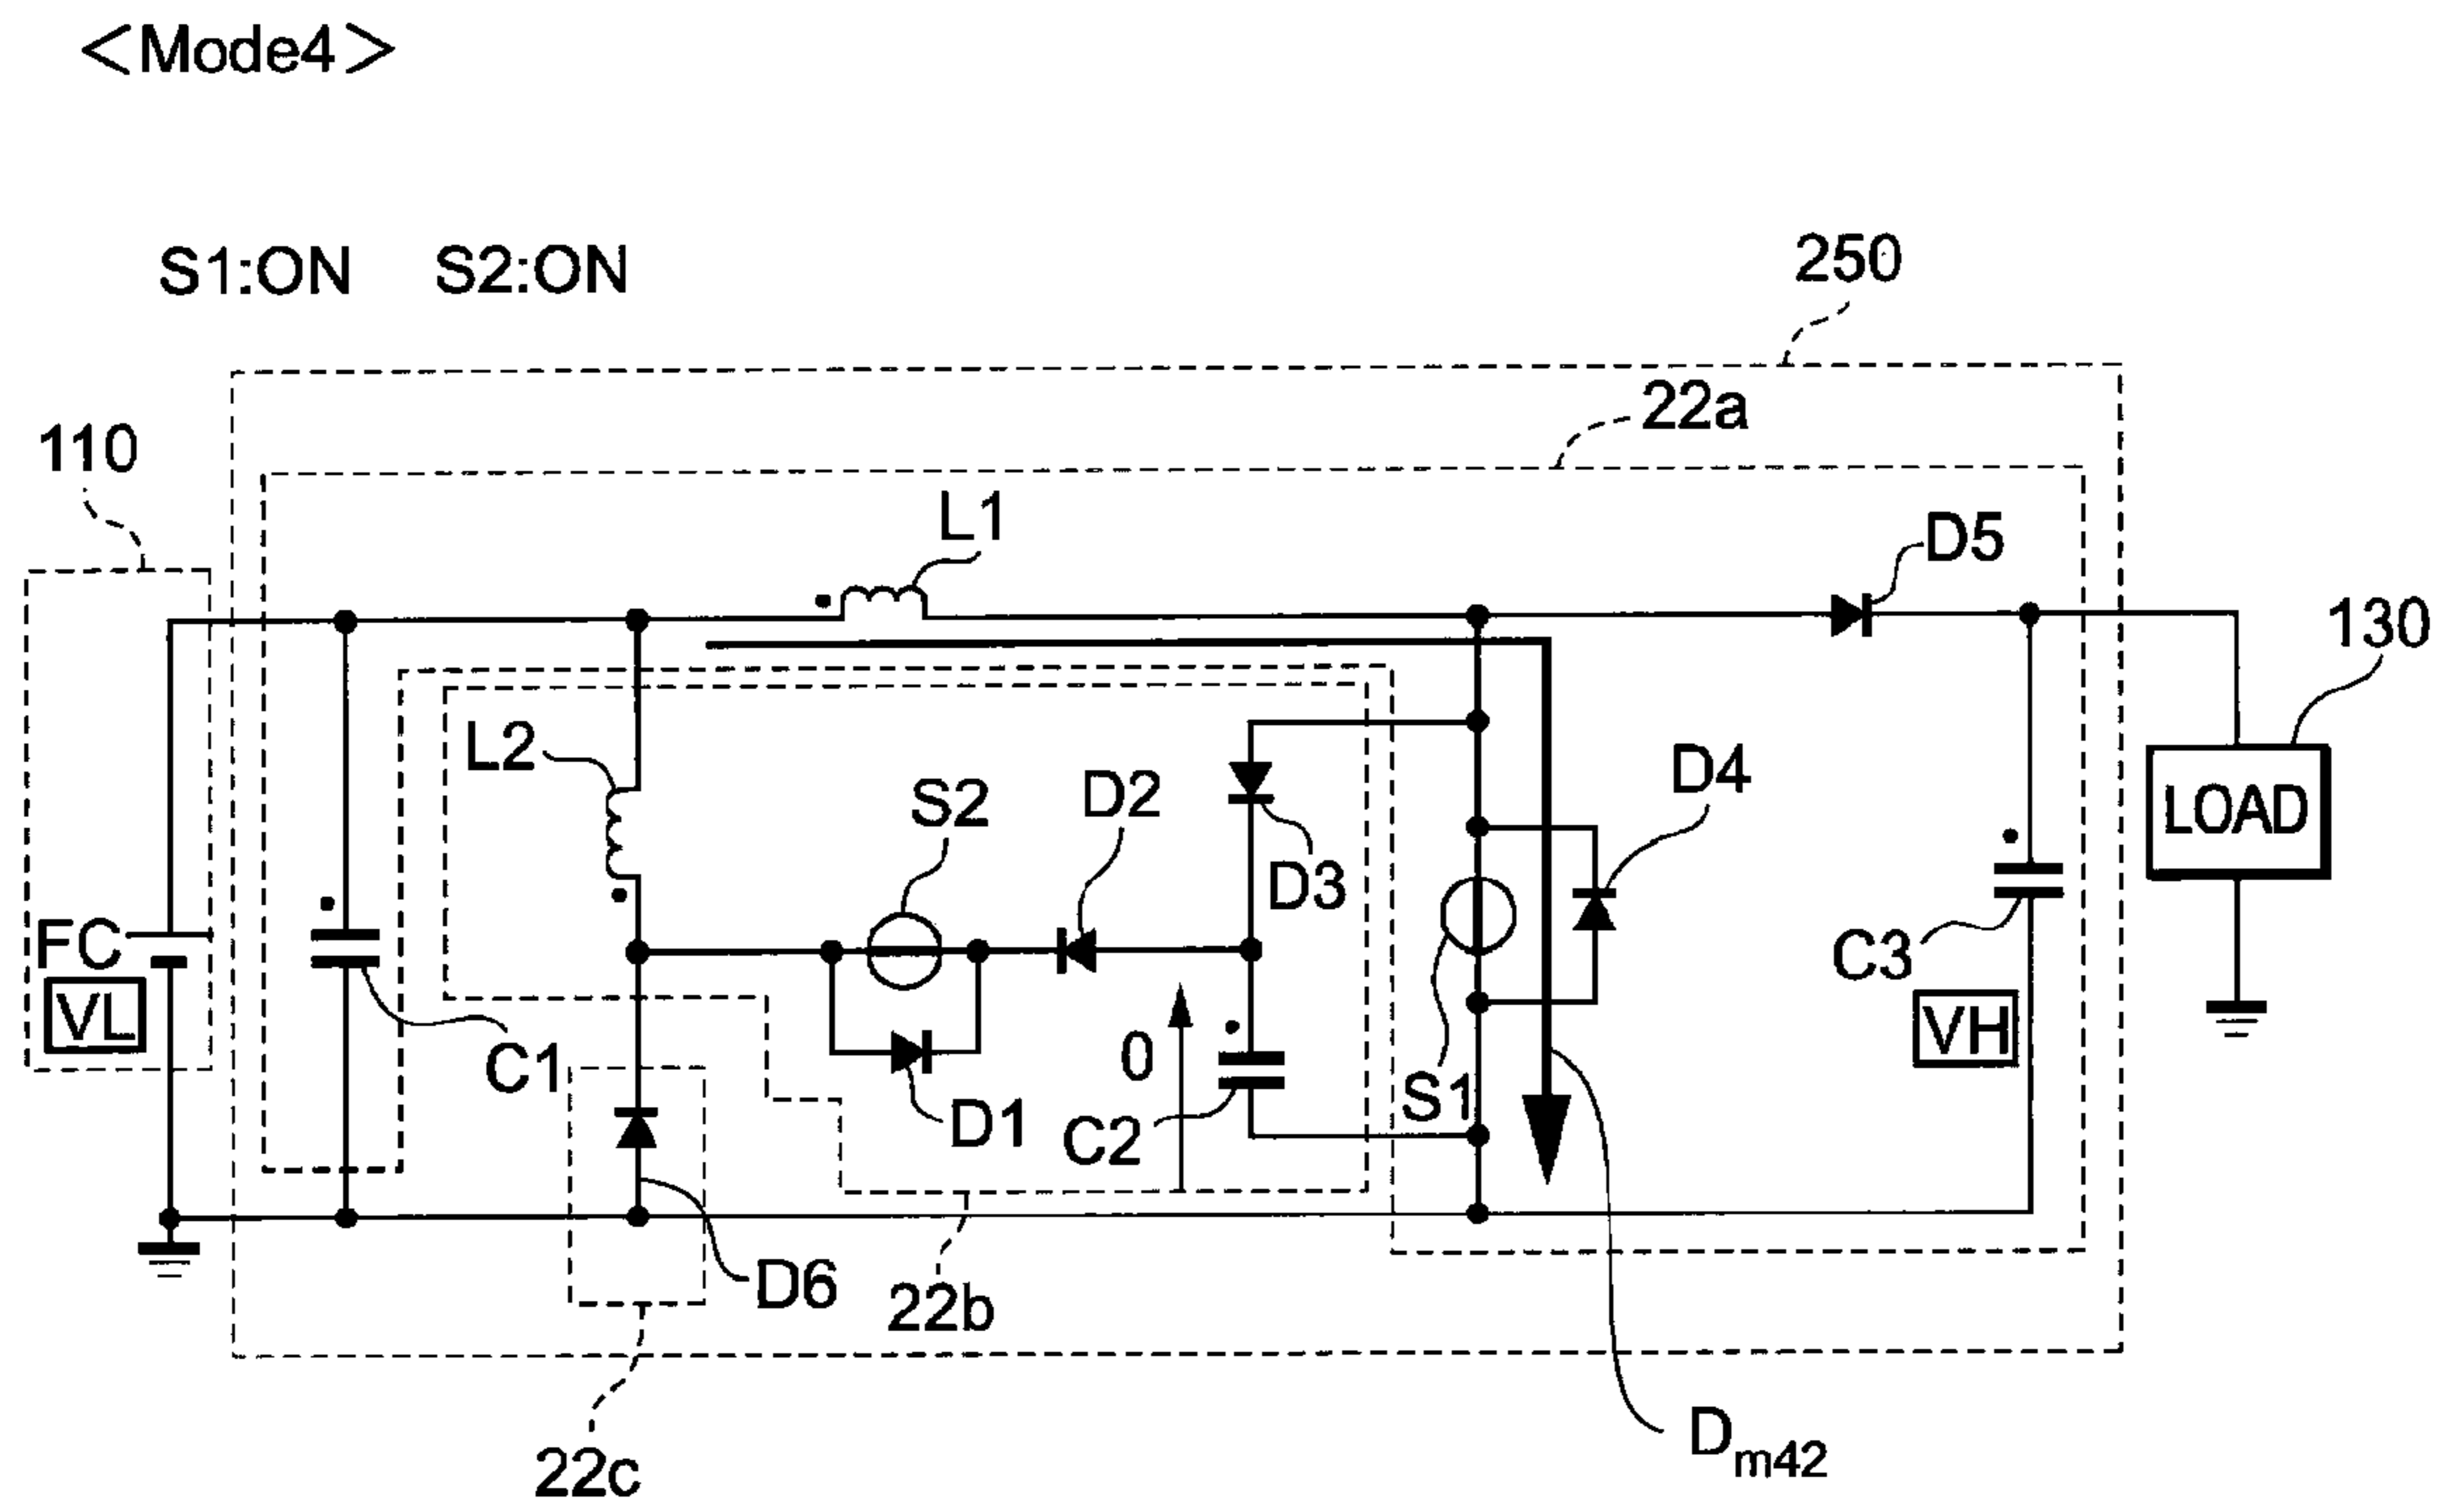 <Mode4>
S1:ON S2:ON
250
22a
110
L1
D5
130
L2
S2
D2
D4
LOAD
D3
FC
C3
VL
VH
C1
0
S1
D1
C2
D6
22b
Dm42
22c